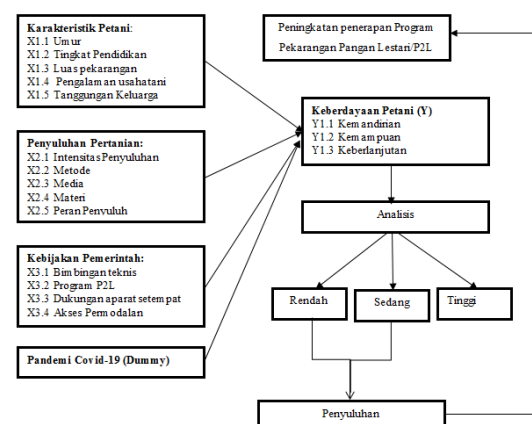 Karakteristik Petani:
X1.1 Umur
X1.2 Tingkat Pendidikan
X1.3 Luas pekarangan
X1.4 Pengalaman usahatani
X1.5 Tanggungan Keluarga
Peningkatan penerapan Program
Pekarangan Pangan Lestari/P2L
Keberdayaan Petani (Y)
Y1.1 Kemandirian
Y1.2 Kemampuan
Y1.3 Keberlanjutan
Penyuluhan Pertanian:
X2.1 Intensitas Penyuluhan
X2.2 Metode
X2.3 Media
X2.4 Materi
X2.5 Peran Penyuluh
Analisis
Kebijakan Pemerintah:
X3.1 Bimbingan teknis
X3.2 Program P2L
X3.3 Dukungan aparat setempat
X3.4 Akses Permodalan
Rendah
Sedang
Tinggi
Pandemi Covid-19 (Dummy)
Penyuluhan